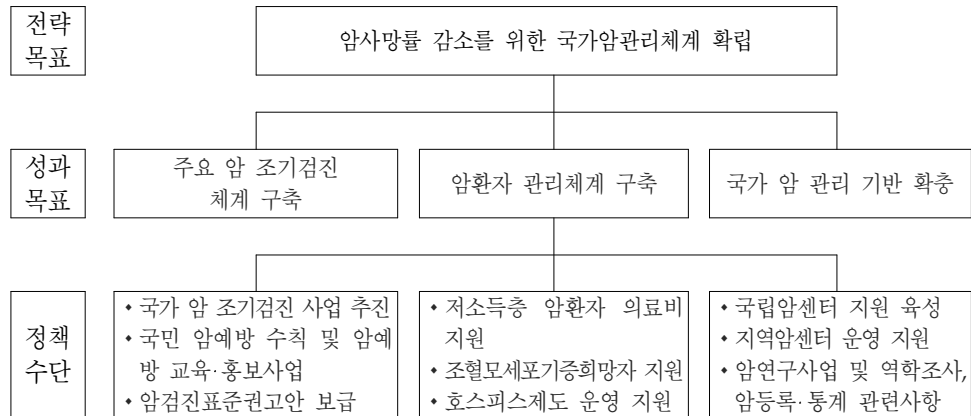 전략
목표
암사망률 감소를 위한 국가암관리체계 확립
성과
목표
주요 암 조기검진
체계 구축
암환자 관리체계 구축
국가 암 관리 기반 확충
정책
수단
◆ 국가 암 조기검진 사업 추진
◆ 국민 암예방 수칙 및 암예
방 교육·홍보사업
◆ 암검진표준권고안 보급
◆ 저소득층 암환자 의료비
지원
◆ 조혈모세포기증희망자 지원
◆ 호스피스제도 운영 지원
◆ 국립암센터 지원 육성
◆ 지역암센터 운영 지원
◆ 암연구사업 및 역학조사,
암등록·통계 관련사항